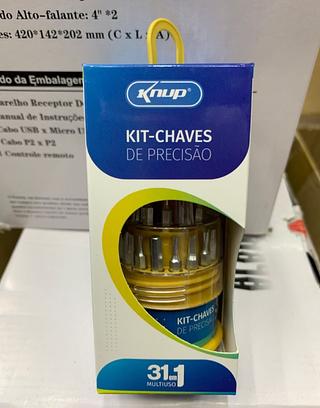 do Alto-falante: 4" *2
es: 420*142*202 mm (C x L x A)
do da Embalagem
arelho Receptor D
anual de Instruçõe
Cabo USB x Micro U
Cabo P2 x P2
Controle remoto
Knup®
KIT-CHAVES
DE PRECISÃO
KIT-CHAVES
DE PRECISÃO
31 em 1
MULTIUSO